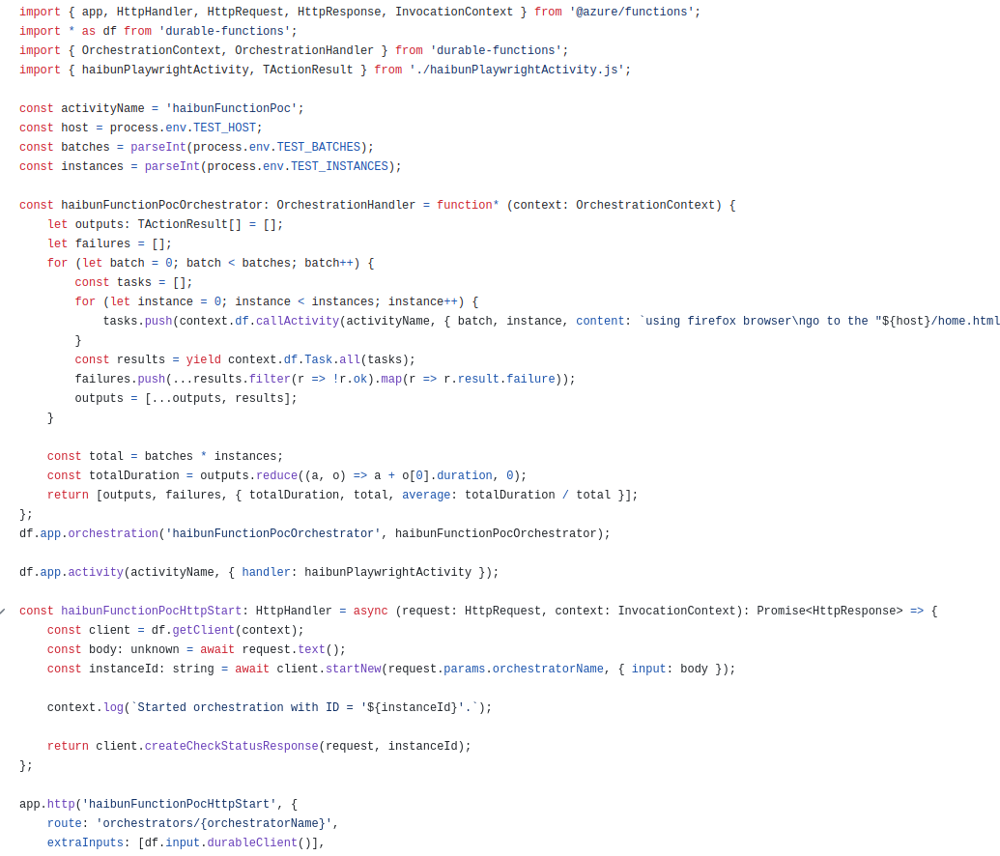 import { app, HttpHandler, HttpRequest, HttpResponse, InvocationContext } from '@azure/functions';
import * as df from 'durable-functions';
import { OrchestrationContext, OrchestrationHandler } from 'durable-functions';
import { haibunPlaywrightActivity, TActionResult } from './haibunPlaywrightActivity.js';

const activityName = 'haibunFunctionPoc';
const host = process.env.TEST_HOST;
const batches = parseInt(process.env.TEST_BATCHES);
const instances = parseInt(process.env.TEST_INSTANCES);

const haibunFunctionPocOrchestrator: OrchestrationHandler = function* (context: OrchestrationContext) {
    let outputs: TActionResult[] = [];
    let failures = [];
    for (let batch = 0; batch < batches; batch++) {
        const tasks = [];
        for (let instance = 0; instance < instances; instance++) {
            tasks.push(context.df.callActivity(activityName, { batch, instance, content: `using firefox browser\ngo to the "${host}/home.html
        }
        const results = yield context.df.Task.all(tasks);
        failures.push(...results.filter(r => !r.ok).map(r => r.result.failure));
        outputs = [...outputs, results];
    }

    const total = batches * instances;
    const totalDuration = outputs.reduce((a, o) => a + o[0].duration, 0);
    return [outputs, failures, { totalDuration, total, average: totalDuration / total }];
};
df.app.orchestration('haibunFunctionPocOrchestrator', haibunFunctionPocOrchestrator);

df.app.activity(activityName, { handler: haibunPlaywrightActivity });

const haibunFunctionPocHttpStart: HttpHandler = async (request: HttpRequest, context: InvocationContext): Promise<HttpResponse> => {
    const client = df.getClient(context);
    const body: unknown = await request.text();
    const instanceId: string = await client.startNew(request.params.orchestratorName, { input: body });

    context.log(`Started orchestration with ID = '${instanceId}'.`);

    return client.createCheckStatusResponse(request, instanceId);
};

app.http('haibunFunctionPocHttpStart', {
    route: 'orchestrators/{orchestratorName}',
    extraInputs: [df.input.durableClient()],